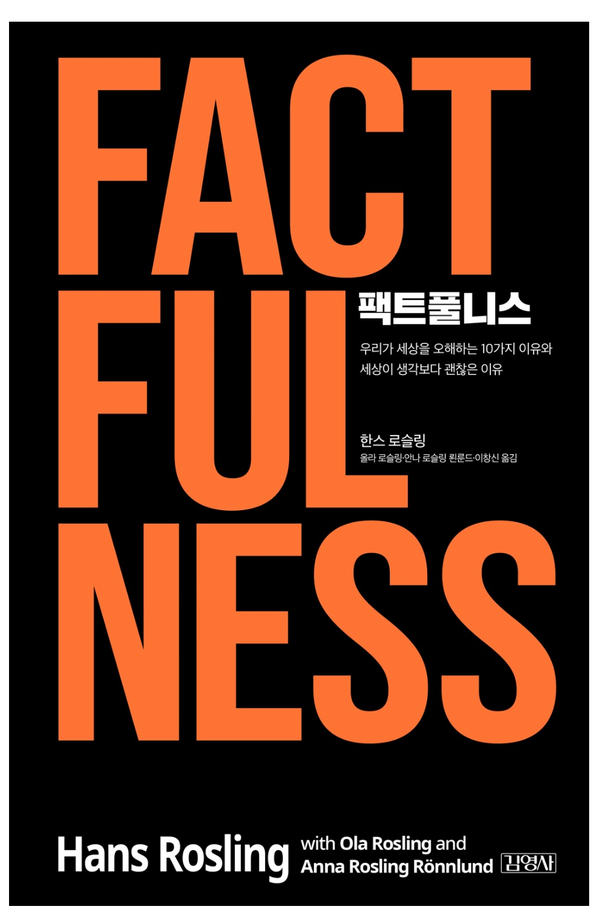 FACT
FUL
팩트풀니스
우리가 세상을 오해하는 10가지 이유와
세상이 생각보다 괜찮은 이유
한스 로슬링
올라 로슬링·안나 로슬링 뢴룬드·이창신 옮김
NESS
Hans Rosling
with Ola Rosling and
Anna Rosling Rönnlund
김영사